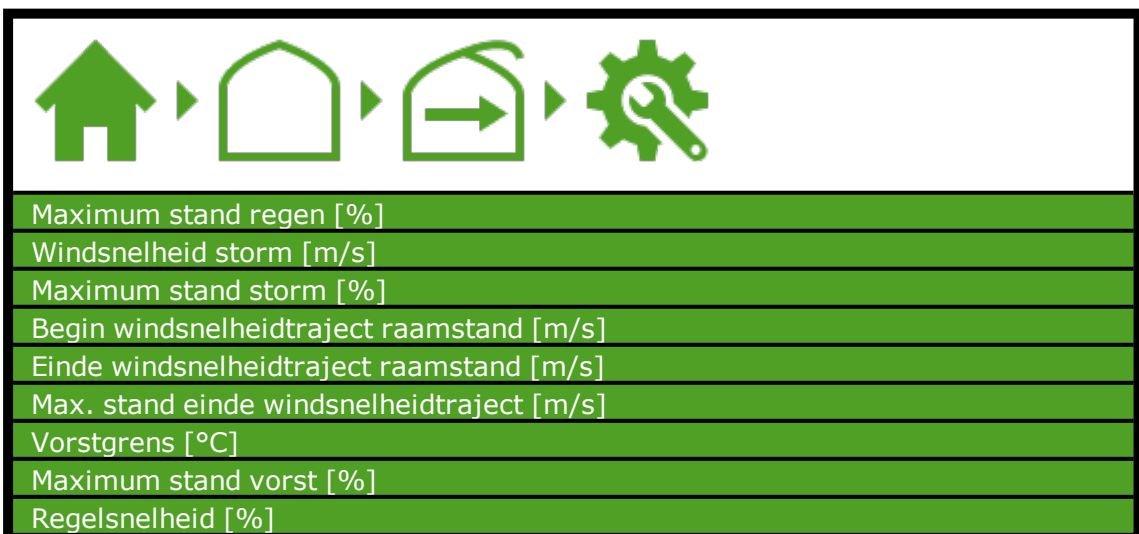 Maximum stand regen [%]
Windsnelheid storm [m/s]
Maximum stand storm [%]
Begin windsnelheidtraject raamstand [m/s]
Einde windsnelheidtraject raamstand [m/s]
Max. stand einde windsnelheidtraject [m/s]
Vorstgrens [°C]
Maximum stand vorst [%]
Regelsnelheid [%]